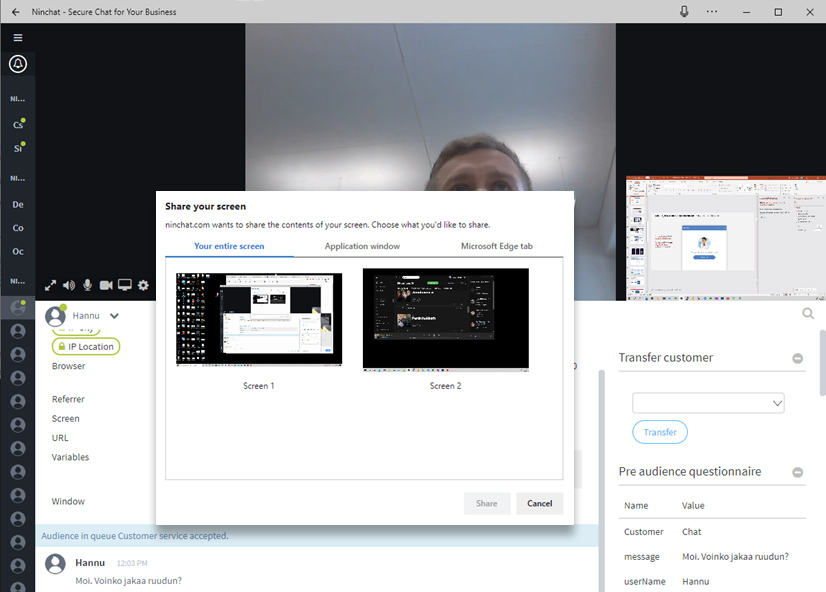 Ninchat - Secure Chat for Your Business
NI...
Cs
Si
NI...
De
Co
Oc
NI...
Share your screen
ninchat.com wants to share the contents of your screen. Choose what you'd like to share.
Your entire screen
Application window
Microsoft Edge tab
Screen 1
Screen 2
Share
Cancel
Hannu
IP Location
Browser
Referrer
Screen
URL
Variables
Window
Audience in queue Customer service accepted.
Hannu 12:03 PM
Moi. Voinko jakaa ruudun?
Transfer customer
Transfer
Pre audience questionnaire
Name Value
Customer Chat
message Moi. Voinko jakaa ruudun?
userName Hannu